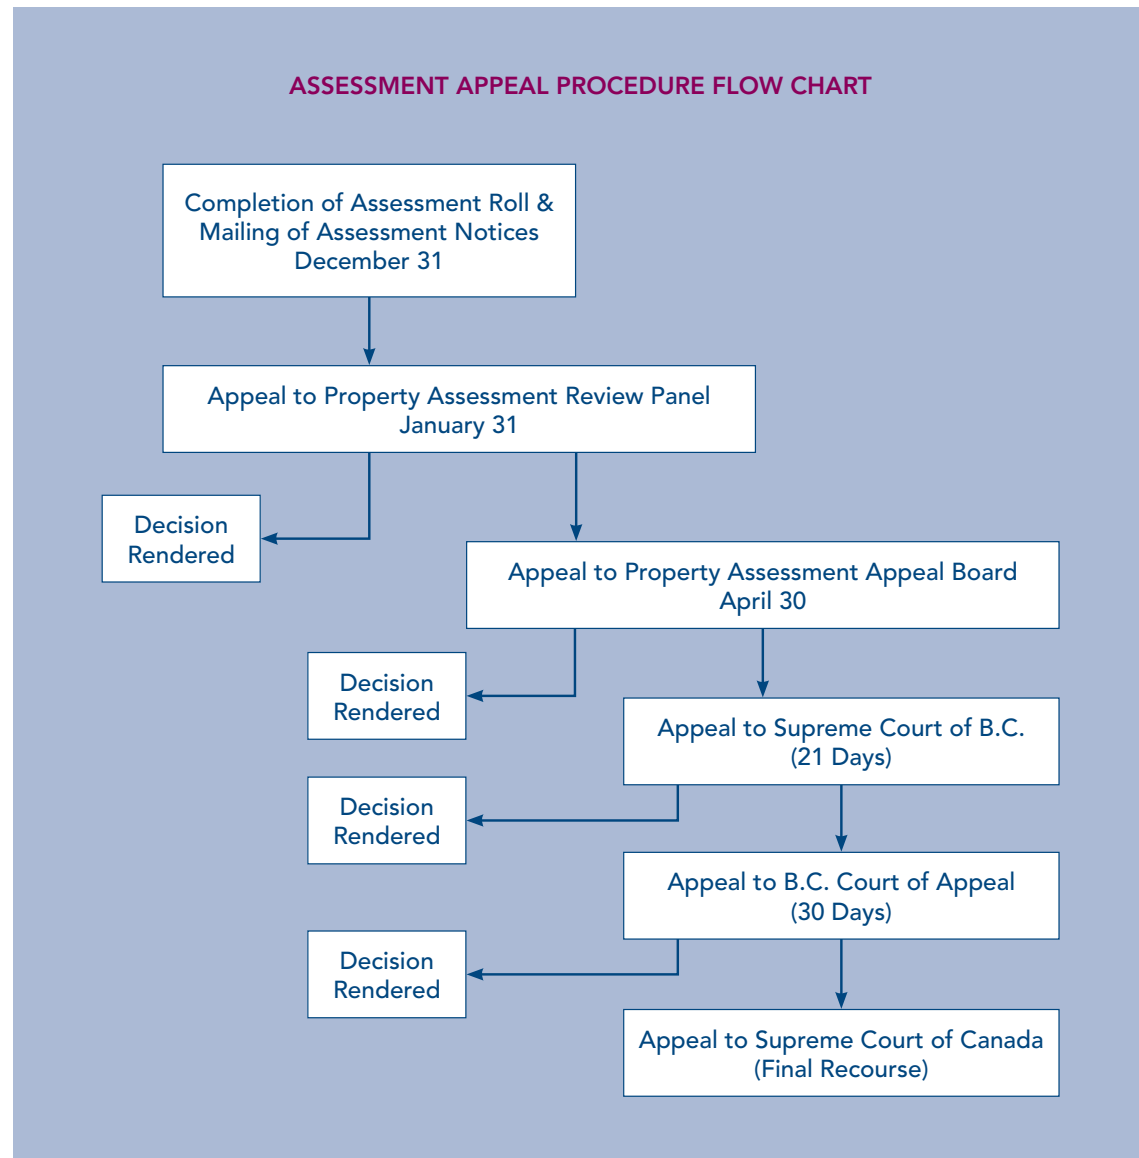 ASSESSMENT APPEAL PROCEDURE FLOW CHART
Completion of Assessment Roll &
Mailing of Assessment Notices
December 31
Appeal to Property Assessment Review Panel
January 31
Decision
Rendered
Appeal to Property Assessment Appeal Board
April 30
Decision
Rendered
Appeal to Supreme Court of B.C.
(21 Days)
Decision
Rendered
Appeal to B.C. Court of Appeal
(30 Days)
Decision
Rendered
Appeal to Supreme Court of Canada
(Final Recourse)